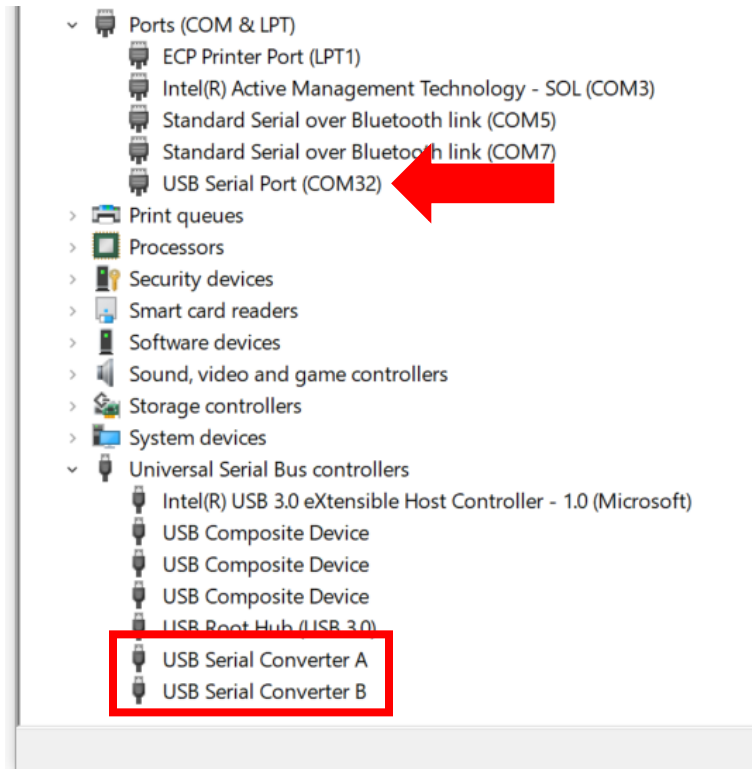 Ports (COM & LPT)
ECP Printer Port (LPT1)
Intel(R) Active Management Technology - SOL (COM3)
Standard Serial over Bluetooth link (COM5)
Standard Serial over Bluetooth link (COM7)
USB Serial Port (COM32)
Print queues
Processors
Security devices
Smart card readers
Software devices
Sound, video and game controllers
Storage controllers
System devices
Universal Serial Bus controllers
Intel(R) USB 3.0 eXtensible Host Controller - 1.0 (Microsoft)
USB Composite Device
USB Composite Device
USB Composite Device
USB Root Hub (USB 3.0)
USB Serial Converter A
USB Serial Converter B